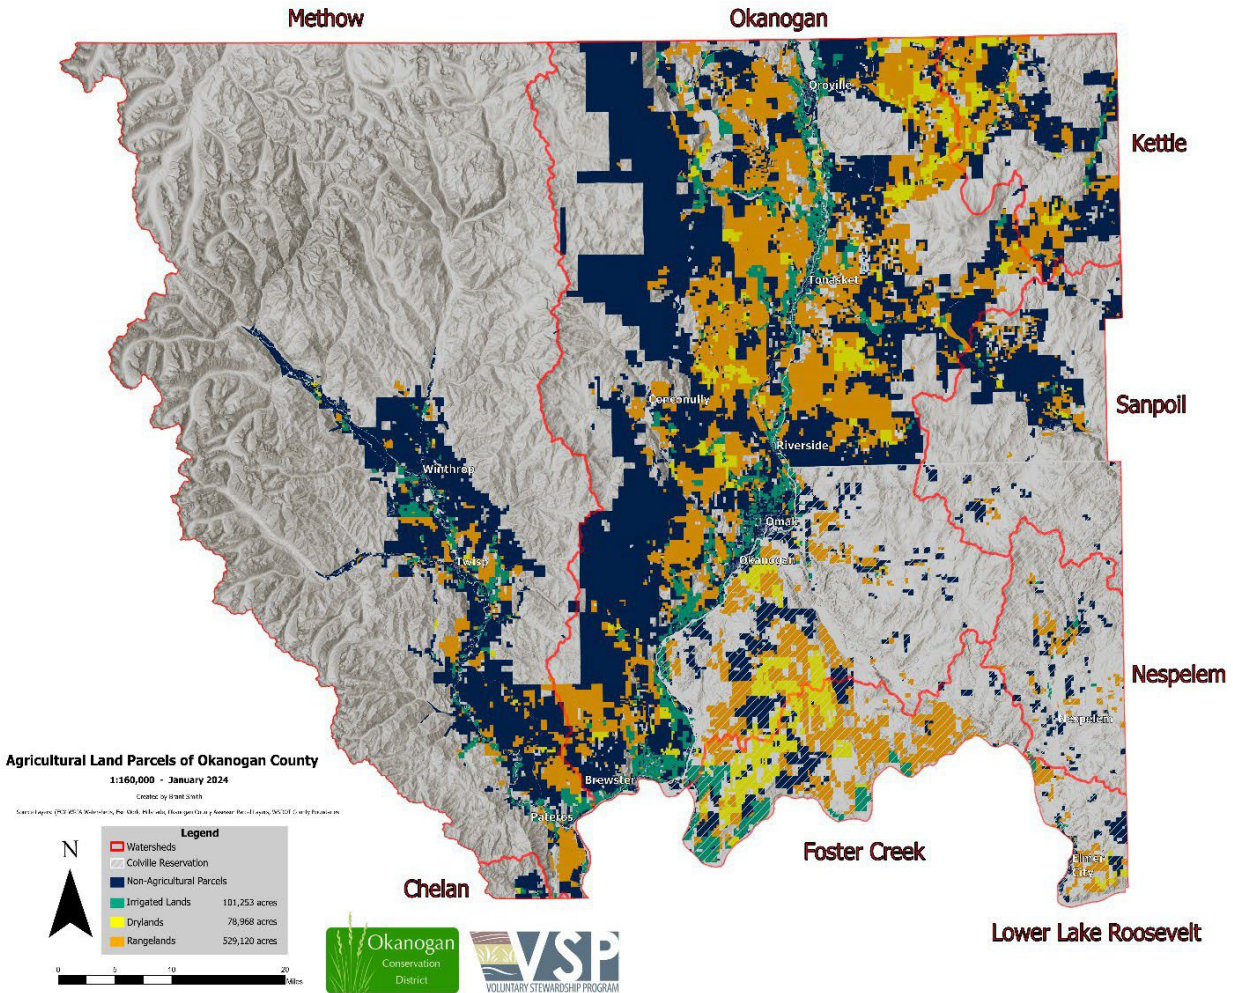 Methow
Okanogan
Oroville
Kettle
Tonasket
Conconully
Sanpoil
Riverside
Winthrop
Omak
Okanogan
Twisp
Nespelem
Nespelem
Agricultural Land Parcels of Okanogan County
1:160,000 - January 2024
Created by Brant Smith
Brewster
Pateros
Foster Creek
Elmer
City
Chelan
Lower Lake Roosevelt
Legend
Watersheds
Colville Reservation
Non-Agricultural Parcels
Irrigated Lands 101,253 acres
Drylands 78,968 acres
Rangelands 529,120 acres
N
0 5 10 20
Miles
Okanogan
Conservation
District
VSP
VOLUNTARY STEWARDSHIP PROGRAM